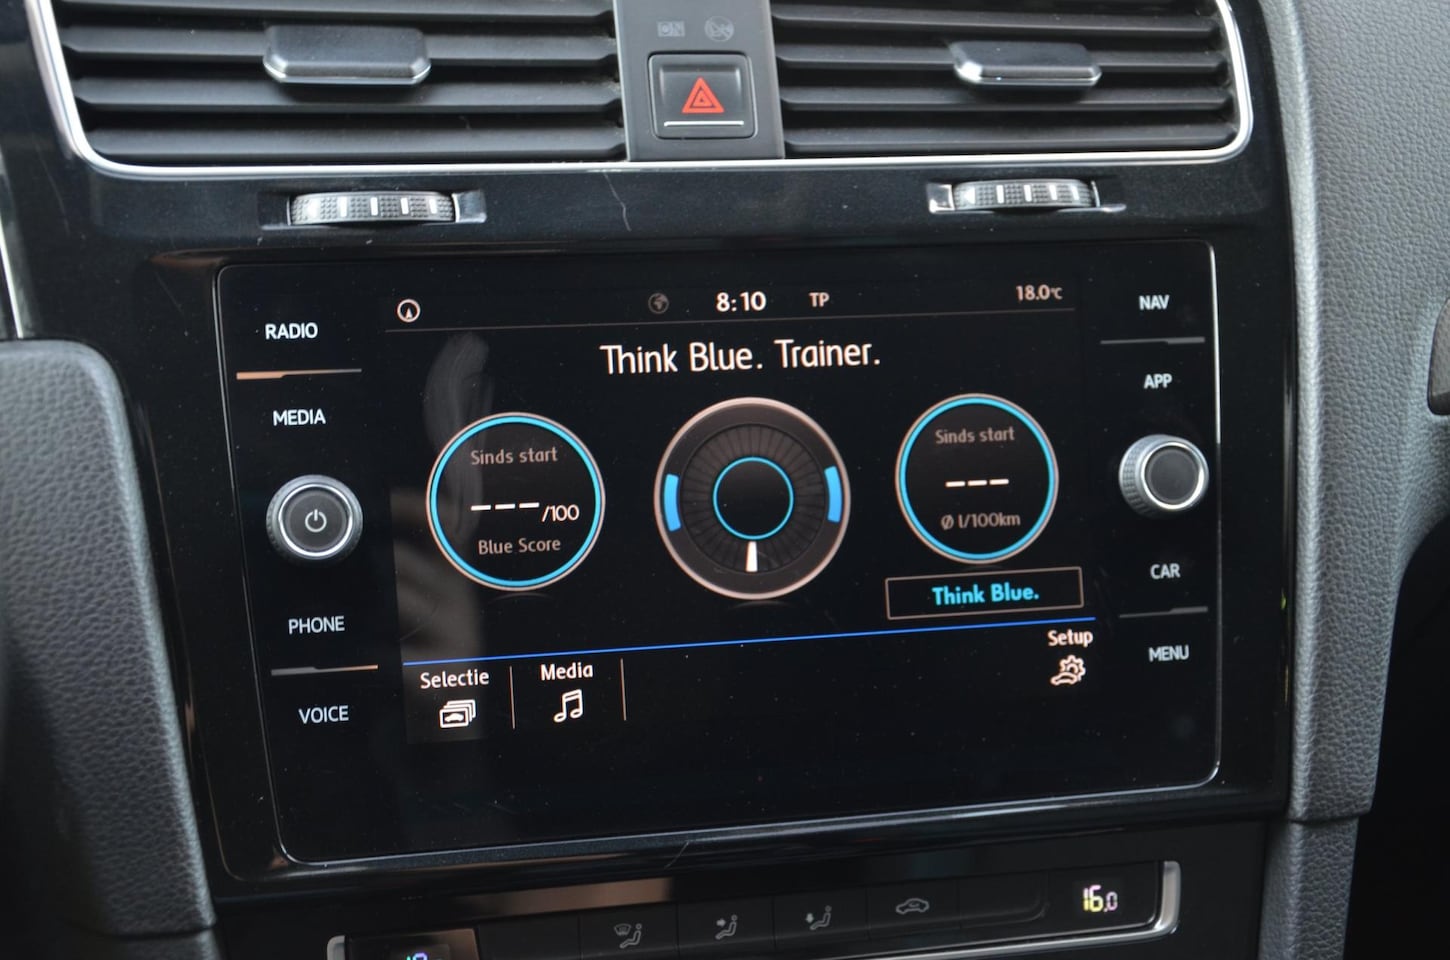 ON
8:10 TP 18.0°C
RADIO
NAV
Think Blue. Trainer.
APP
MEDIA
Sinds start
---/100
Blue Score
Sinds start
---
Ø l/100km
Think Blue.
CAR
PHONE
Setup
MENU
Selectie
Media
VOICE
16.0